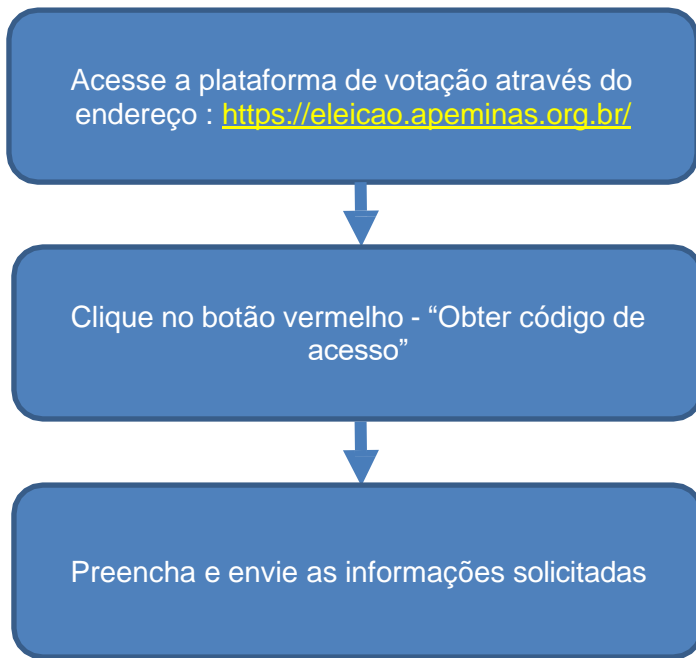 Acesse a plataforma de votação através do
endereço : https://eleicao.apeminas.org.br/
Clique no botão vermelho - “Obter código de
acesso”
Preencha e envie as informações solicitadas